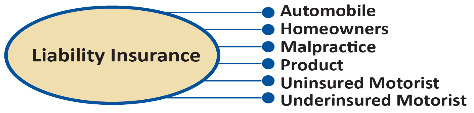 Liability Insurance
Automobile
Homeowners
Malpractice
Product
Uninsured Motorist
Underinsured Motorist